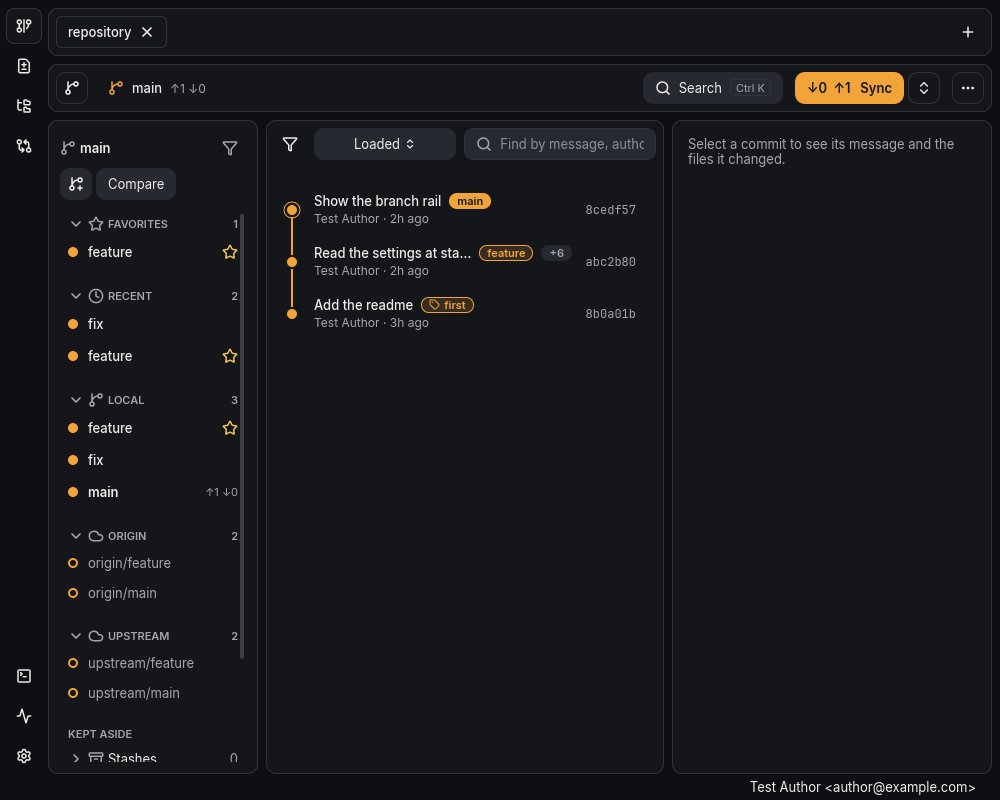 repository
main ↑1 ↓0
Search Ctrl K
↓0 ↑1 Sync
main
Compare
FAVORITES 1
feature
RECENT 2
fix
feature
LOCAL 3
feature
fix
main ↑1 ↓0
ORIGIN 2
origin/feature
origin/main
UPSTREAM 2
upstream/feature
upstream/main
KEPT ASIDE
Stashes 0
Loaded
Find by message, autho
Show the branch rail main
Test Author · 2h ago
8cedf57
Read the settings at sta... feature +6
Test Author · 2h ago
abc2b80
Add the readme first
Test Author · 3h ago
8b0a01b
Select a commit to see its message and the
files it changed.
Test Author <author@example.com>